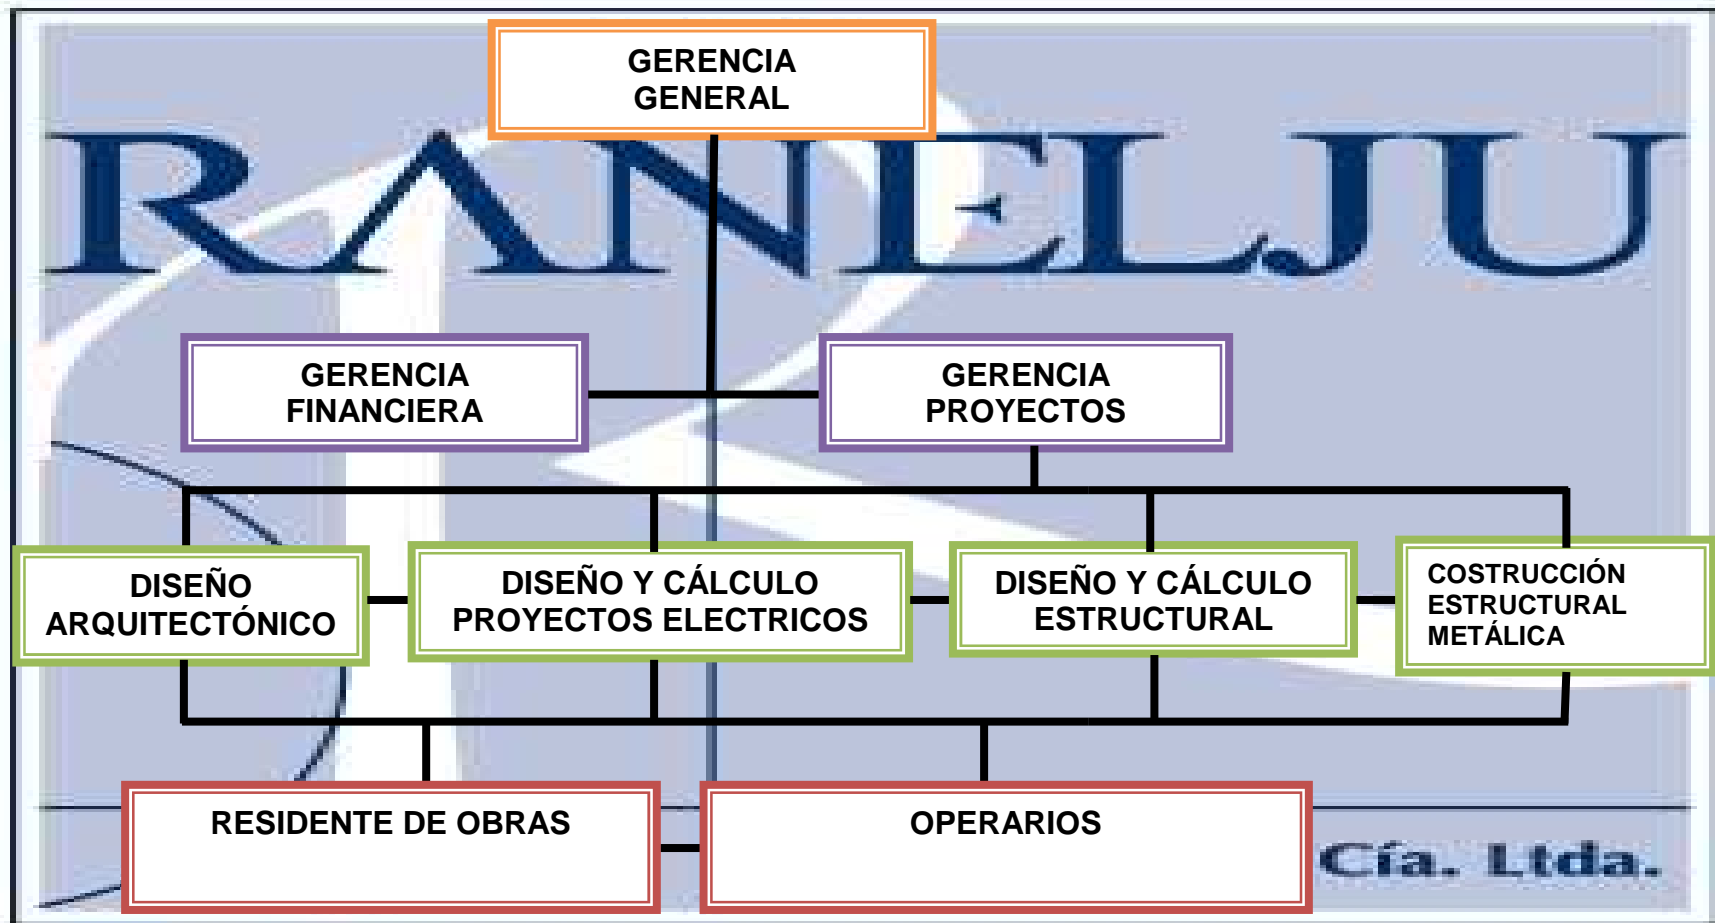 GERENCIA
GENERAL
RANELJU
GERENCIA
FINANCIERA
GERENCIA
PROYECTOS
DISEÑO
ARQUITECTÓNICO
DISEÑO Y CÁLCULO
PROYECTOS ELECTRICOS
DISEÑO Y CÁLCULO
ESTRUCTURAL
COSTRUCCIÓN
ESTRUCTURAL
METÁLICA
RESIDENTE DE OBRAS
OPERARIOS
Cía. Ltda.